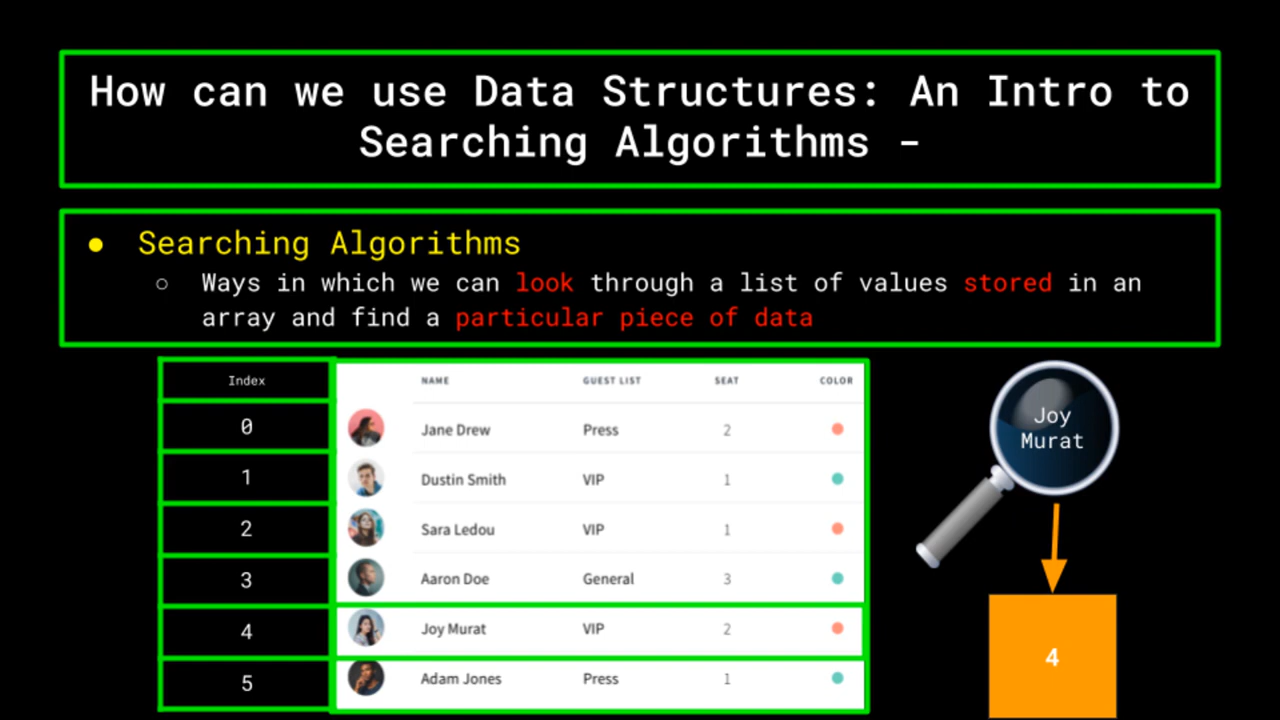 How can we use Data Structures: An Intro to
Searching Algorithms -
● Searching Algorithms
○ Ways in which we can look through a list of values stored in an
array and find a particular piece of data
Index NAME GUEST LIST SEAT COLOR
0 Jane Drew Press 2
1 Dustin Smith VIP 1
2 Sara Ledou VIP 1
3 Aaron Doe General 3
4 Joy Murat VIP 2
5 Adam Jones Press 1
Joy
Murat
4